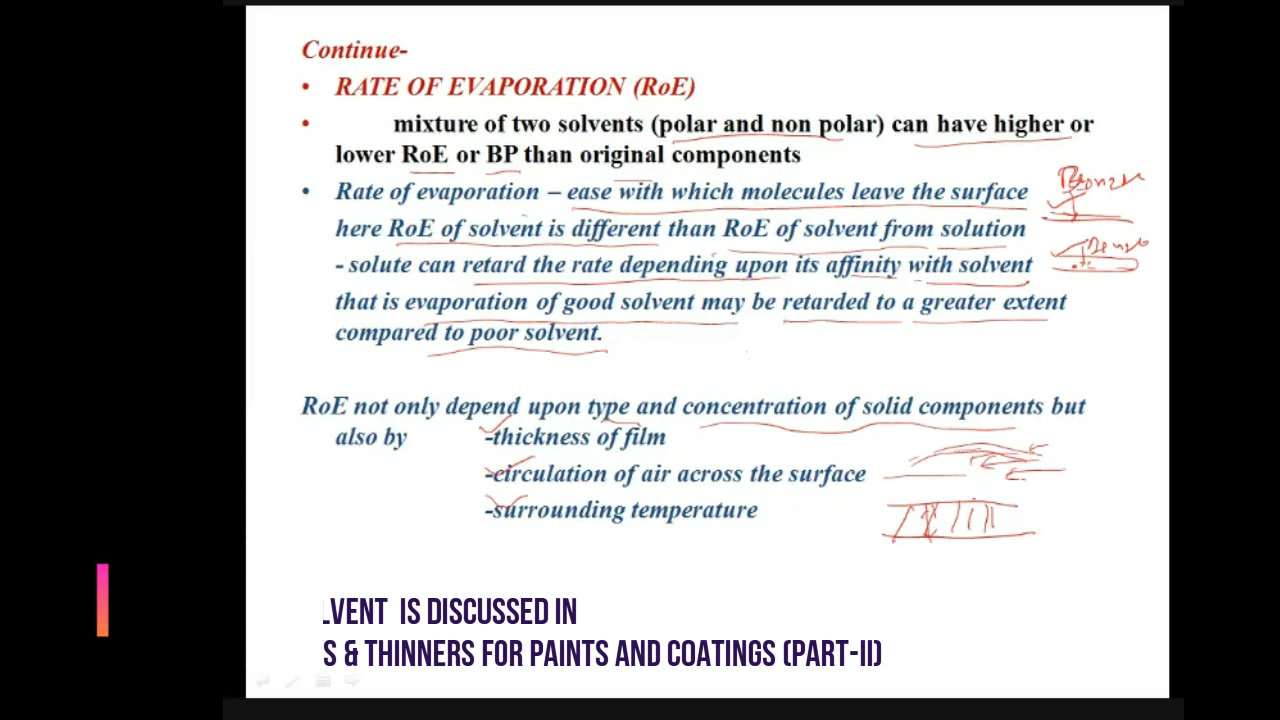 Continue-
• RATE OF EVAPORATION (RoE)
• mixture of two solvents (polar and non polar) can have higher or
lower RoE or BP than original components
• Rate of evaporation – ease with which molecules leave the surface
here RoE of solvent is different than RoE of solvent from solution
- solute can retard the rate depending upon its affinity with solvent
that is evaporation of good solvent may be retarded to a greater extent
compared to poor solvent.
RoE not only depend upon type and concentration of solid components but
also by -thickness of film
-circulation of air across the surface
-surrounding temperature
LVENT IS DISCUSSED IN
S & THINNERS FOR PAINTS AND COATINGS (PART-II)